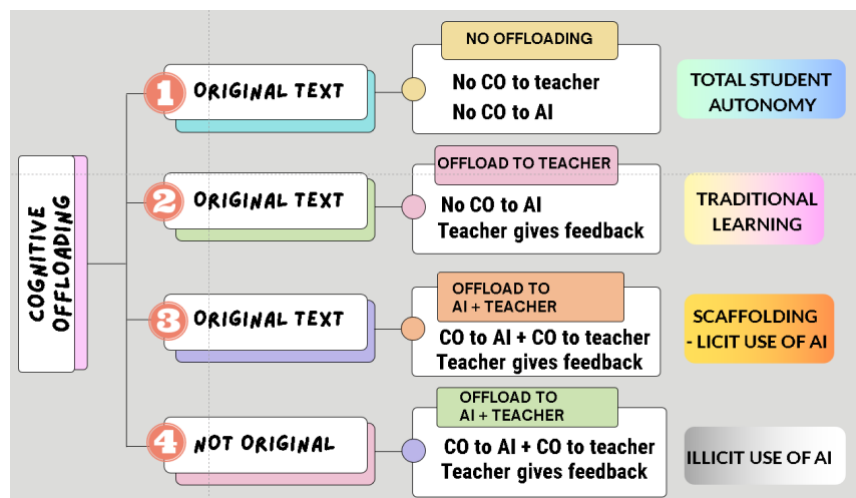 COGNITIVE
OFFLOADING
1
ORIGINAL TEXT
NO OFFLOADING
No CO to teacher
No CO to AI
TOTAL STUDENT
AUTONOMY
2
ORIGINAL TEXT
OFFLOAD TO TEACHER
No CO to AI
Teacher gives feedback
TRADITIONAL
LEARNING
3
ORIGINAL TEXT
OFFLOAD TO
AI + TEACHER
CO to AI + CO to teacher
Teacher gives feedback
SCAFFOLDING
- LICIT USE OF AI
4
NOT ORIGINAL
OFFLOAD TO
AI + TEACHER
CO to AI + CO to teacher
Teacher gives feedback
ILLICIT USE OF AI